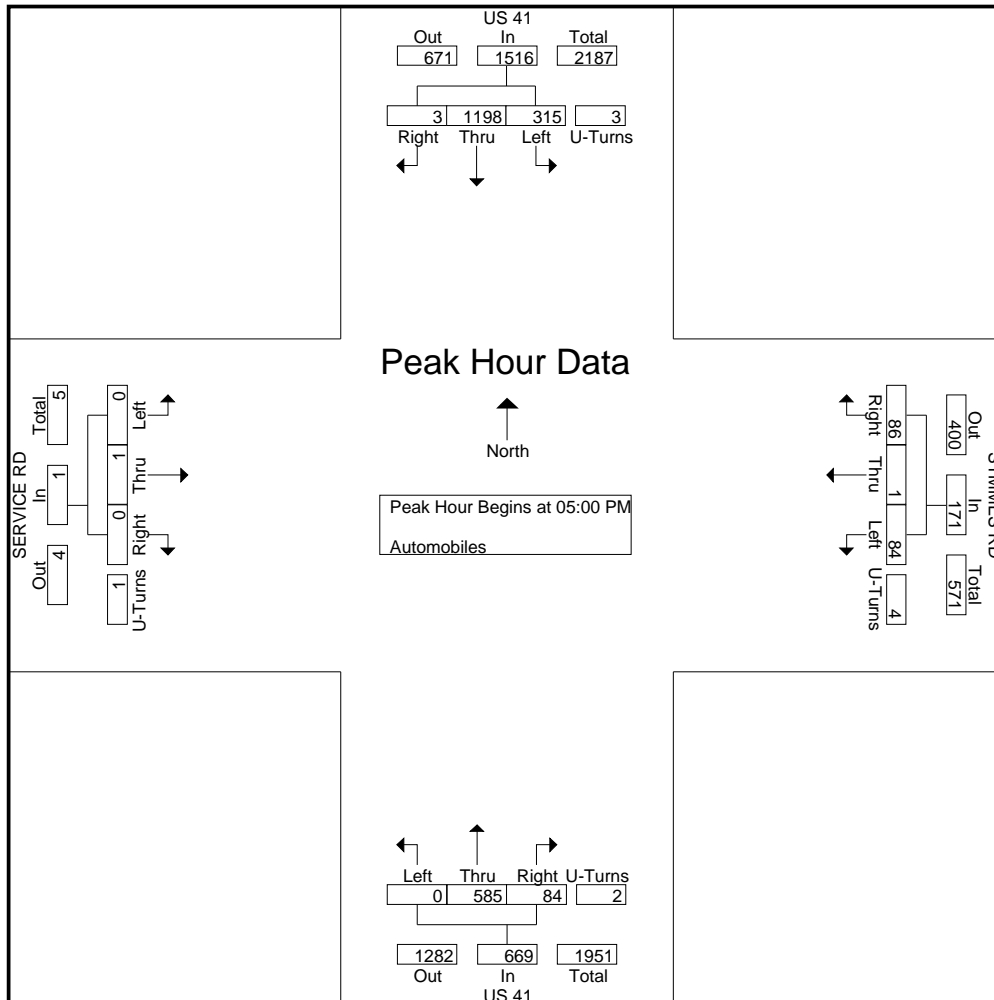 US 41
Out In Total
671 1516 2187
3 1198 315 3
Right Thru Left U-Turns
Peak Hour Data
North
Peak Hour Begins at 05:00 PM
Automobiles
SERVICE RD
Out In Total
4 1 5
1 0 1 0
U-Turns Right Thru Left
Out In Total
400 171 571
86 1 84 4
Right Thru Left U-Turns
Left Thru Right U-Turns
0 585 84 2
1282 669 1951
Out In Total
US 41